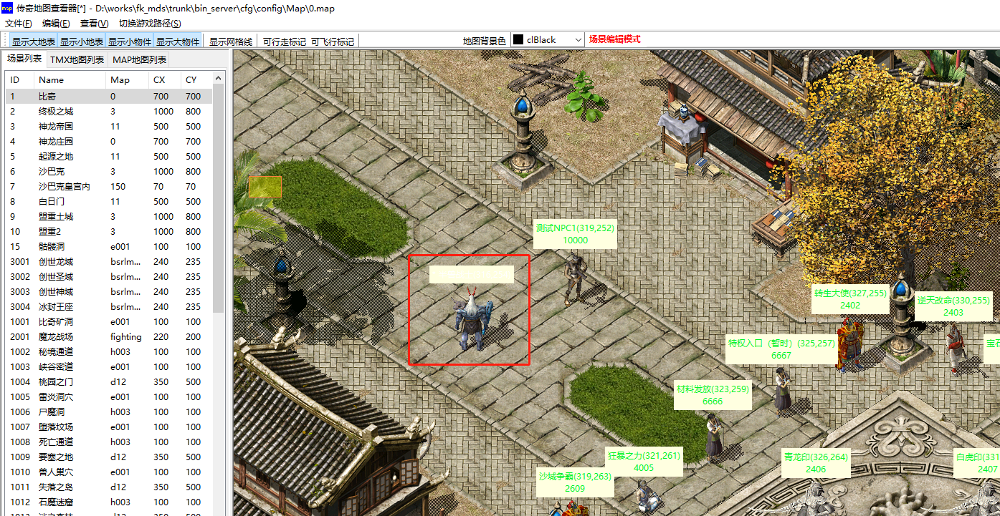 map 传奇地图查看器[*] - D:\works\fk_mds\trunk\bin_server\cfg\config\Map\0.map
文件(F) 编辑(E) 查看(V) 切换游戏路径(S)
显示大地表 显示小地表 显示小物件 显示大物件 显示网格线 可行走标记 可飞行标记 地图背景色 clBlack 场景编辑模式
场景列表 TMX地图列表 MAP地图列表
ID Name Map CX CY
1 比奇 0 700 700
2 终极之城 3 1000 800
3 神龙帝国 11 500 500
4 神龙庄园 0 700 700
5 起源之地 11 500 500
6 沙巴克 3 1000 800
7 沙巴克皇宫内 150 70 70
8 白日门 11 500 500
9 盟重土城 3 1000 800
10 盟重2 3 1000 800
15 骷髅洞 e001 100 100
3001 创世龙域 bsrlm... 240 235
3002 创世圣域 bsrlm... 240 235
3003 创世神域 bsrlm... 240 235
3004 冰封王座 bsrlm... 240 235
1001 比奇矿洞 e001 100 100
2001 魔龙战场 fighting 220 200
1002 秘境通道 h003 100 100
1003 峡谷密道 e001 100 100
1004 桃园之门 d12 350 500
1005 雷炎洞穴 e001 100 100
1006 尸魔洞 h003 100 100
1007 堕落坟场 e001 100 100
1008 死亡通道 h003 100 100
1009 要塞之地 d12 350 500
1010 兽人巢穴 e001 100 100
1011 失落之岛 d12 350 500
1012 石魔迷窟 h003 100 100
测试NPC1(319,252)
10000
转生大使(327,255)
2402
逆天改命(330,255)
2403
特权入口（暂时）(325,257)
6667
宝石
材料发放(323,259)
6666
狂暴之力(321,261)
4005
青龙印(326,264)
2406
白虎印(331
2407
沙城争霸(319,263)
2609